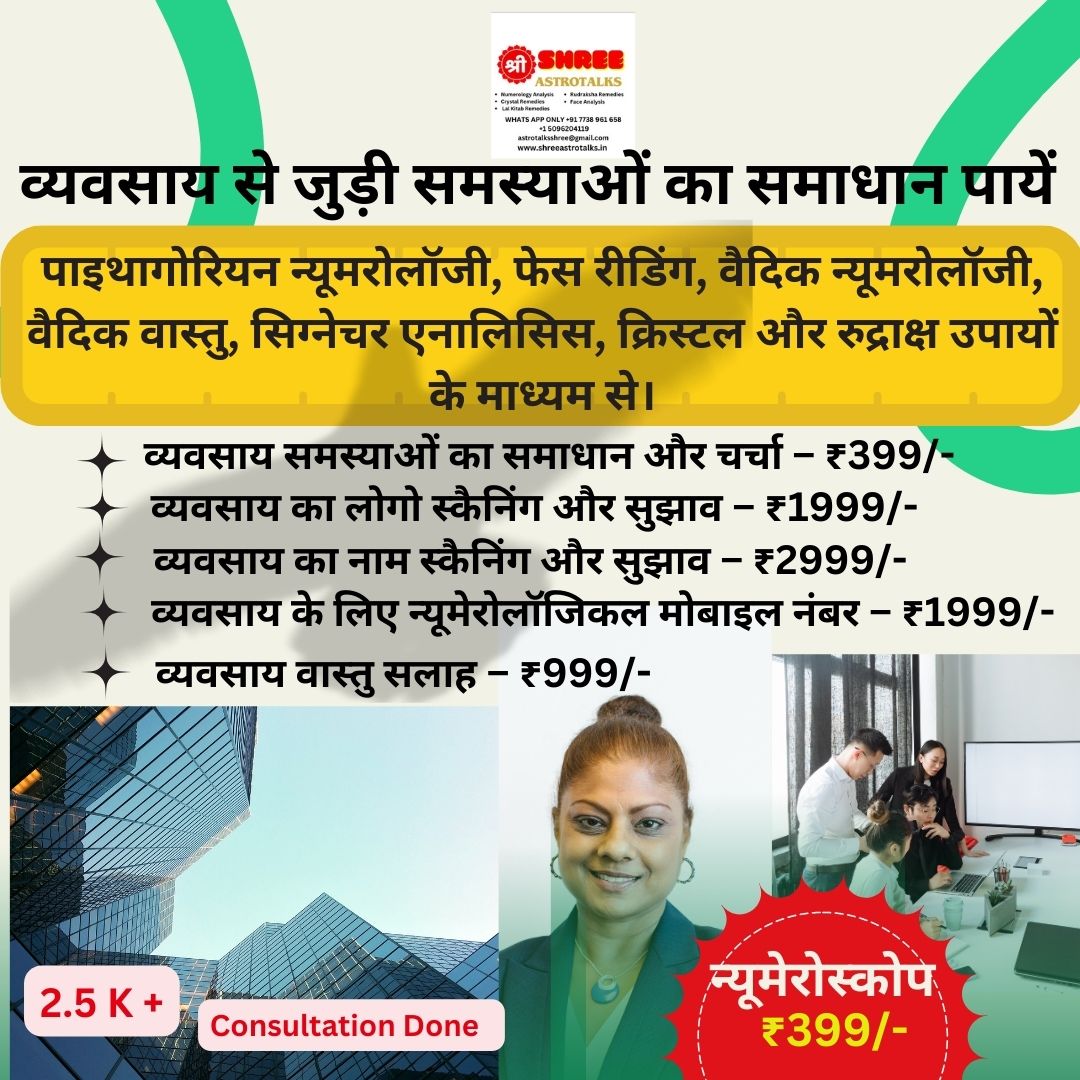 श्री SHREE
ASTROTALKS
• Numerology Analysis • Rudraksha Remedies
• Crystal Remedies • Face Analysis
• Lal Kitab Remedies
WHATS APP ONLY +91 7738 961 658
+1 5096204119
astrotalksshree@gmail.com
www.shreeastrotalks.in
व्यवसाय से जुड़ी समस्याओं का समाधान पायें
पाइथागोरियन न्यूमरोलॉजी, फेस रीडिंग, वैदिक न्यूमरोलॉजी,
वैदिक वास्तु, सिग्नेचर एनालिसिस, क्रिस्टल और रुद्राक्ष उपायों
के माध्यम से।
व्यवसाय समस्याओं का समाधान और चर्चा – ₹399/-
व्यवसाय का लोगो स्कैनिंग और सुझाव – ₹1999/-
व्यवसाय का नाम स्कैनिंग और सुझाव – ₹2999/-
व्यवसाय के लिए न्यूमेरोलॉजिकल मोबाइल नंबर – ₹1999/-
व्यवसाय वास्तु सलाह – ₹999/-
2.5 K +
Consultation Done
न्यूमेरोस्कोप
₹399/-